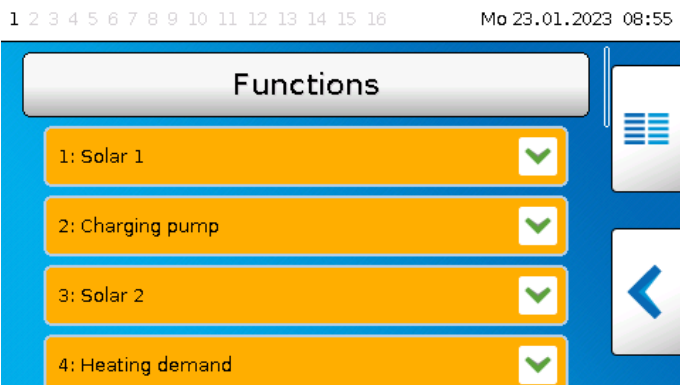 1 2 3 4 5 6 7 8 9 10 11 12 13 14 15 16 Mo 23.01.2023 08:55
Functions
1: Solar 1
2: Charging pump
3: Solar 2
4: Heating demand